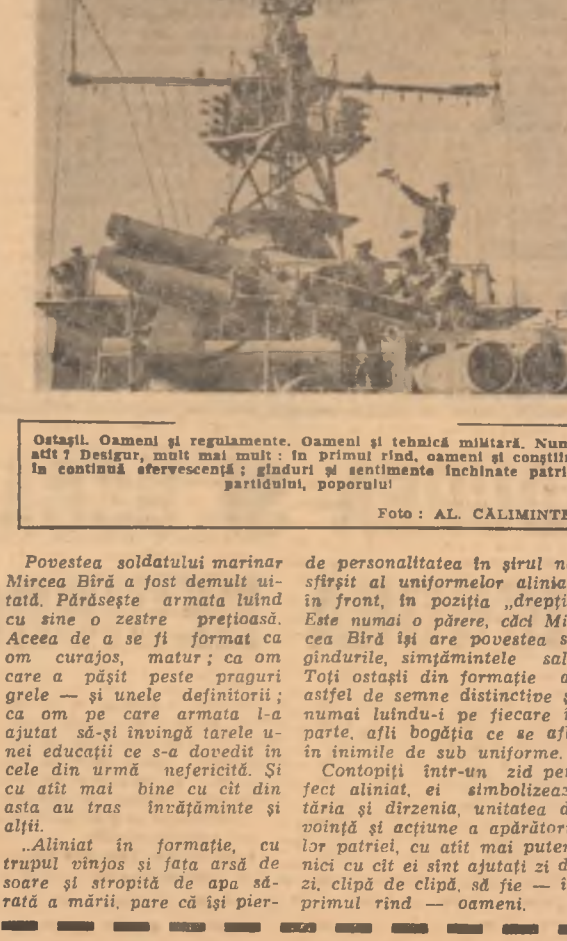 Ostașii. Oameni și regulamente. Oameni și tehnică militară. Num
atît ? Desigur, mult mai mult : în primul rînd, oameni și conștiin
în continuă efervescență ; gînduri și sentimente închinate patri
partidului, poporului
Foto : AL. CĂLIMINTE
Povestea soldatului marinar
Mircea Bîră a fost demult ui-
tată. Părăsește armata luînd
cu sine o zestre prețioasă.
Aceea de a se fi format ca
om curajos, matur ; ca om
care a pășit peste praguri
grele — și unele definitorii ;
ca om pe care armata l-a
ajutat să-și învingă tarele u-
nei educații ce s-a dovedit în
cele din urmă nefericită. Și
cu atît mai bine cu cît din
asta au tras învățăminte și
alții.
..Aliniat în formație, cu
trupul vînjos și fața arsă de
soare și stropită de apa să-
rată a mării, pare că își pier-
de personalitatea în șirul n
sfîrșit al uniformelor alinia
în front, în poziția „drepți
Este numai o părere, căci Mi
cea Bîră își are povestea s
gîndurile, simțămintele sal
Toți ostașii din formație a
astfel de semne distinctive ș
numai luîndu-i pe fiecare î
parte, afli bogăția ce se afl
în inimile de sub uniforme.
Contopiți într-un zid per
fect aliniat, ei simbolizeaz
tăria și dîrzenia, unitatea d
voință și acțiune a apărători
lor patriei, cu atît mai puter
nici cu cît ei sînt ajutați zi d
zi, clipă de clipă, să fie — î
primul rînd — oameni.